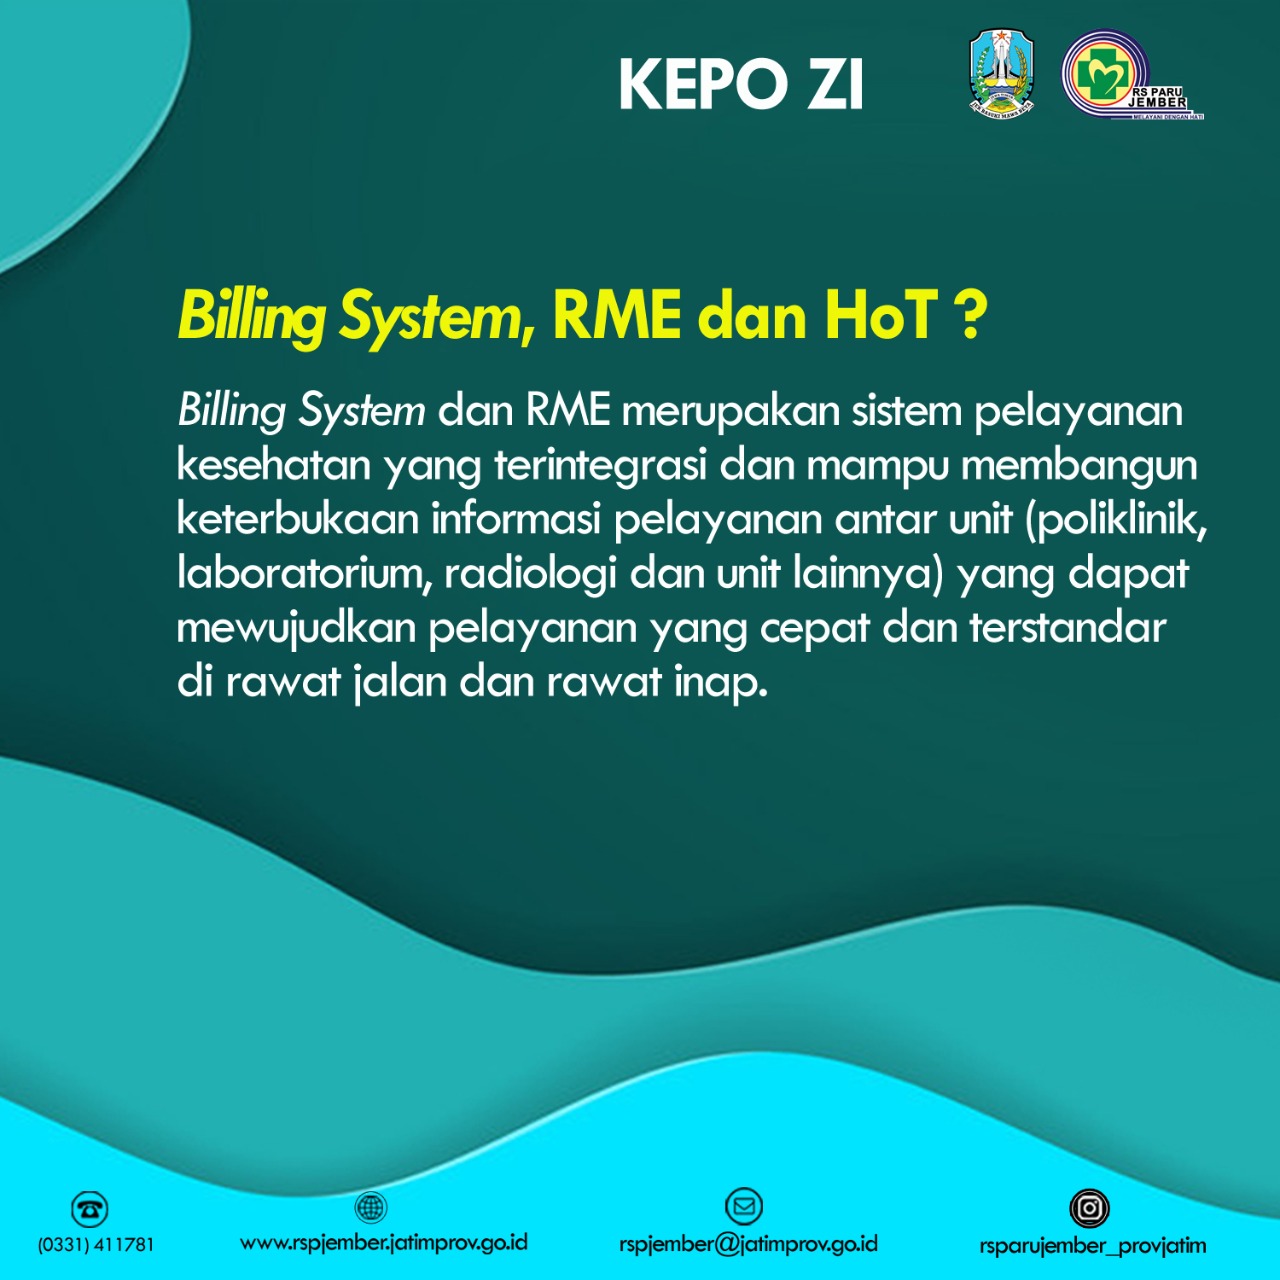 KEPO ZI
RS PARU
JEMBER
MELAYANI DENGAN HATI
Billing System, RME dan HoT ?
Billing System dan RME merupakan sistem pelayanan
kesehatan yang terintegrasi dan mampu membangun
keterbukaan informasi pelayanan antar unit (poliklinik,
laboratorium, radiologi dan unit lainnya) yang dapat
mewujudkan pelayanan yang cepat dan terstandar
di rawat jalan dan rawat inap.
(0331) 411781
www.rspjember.jatimprov.go.id
rspjember@jatimprov.go.id
rsparujember_provjatim